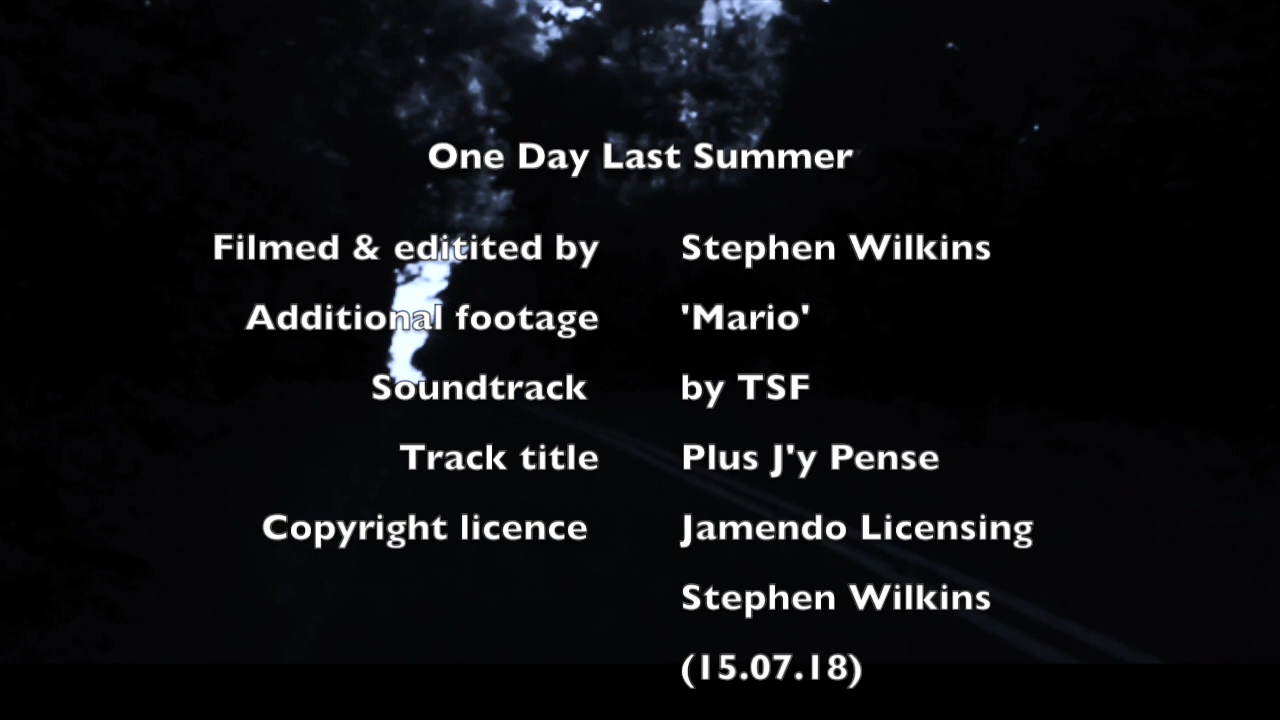 One Day Last Summer
Filmed & editited by Stephen Wilkins
Additional footage 'Mario'
Soundtrack by TSF
Track title Plus J'y Pense
Copyright licence Jamendo Licensing
Stephen Wilkins
(15.07.18)